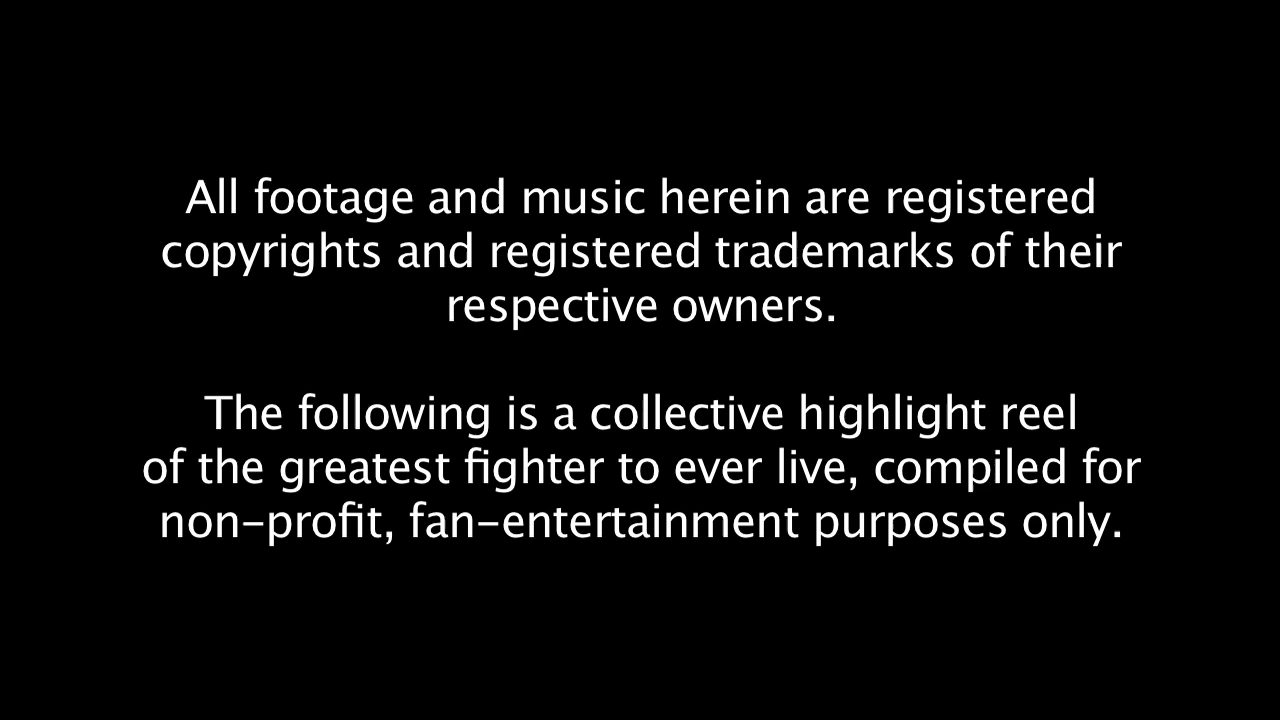 All footage and music herein are registered
copyrights and registered trademarks of their
respective owners.
The following is a collective highlight reel
of the greatest fighter to ever live, compiled for
non-profit, fan-entertainment purposes only.